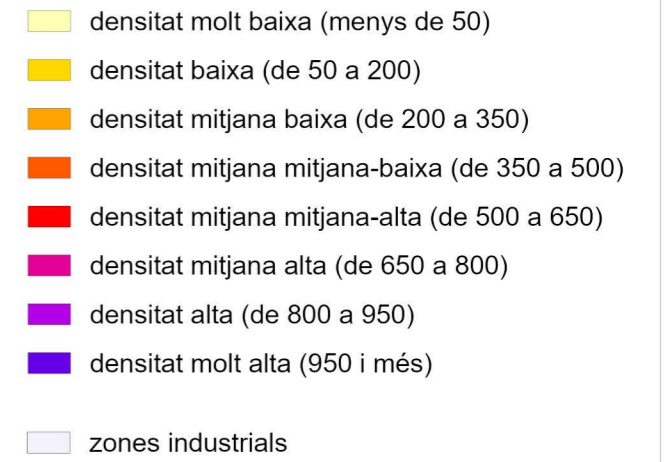 densitat molt baixa (menys de 50)
densitat baixa (de 50 a 200)
densitat mitjana baixa (de 200 a 350)
densitat mitjana mitjana-baixa (de 350 a 500)
densitat mitjana mitjana-alta (de 500 a 650)
densitat mitjana alta (de 650 a 800)
densitat alta (de 800 a 950)
densitat molt alta (950 i més)
zones industrials